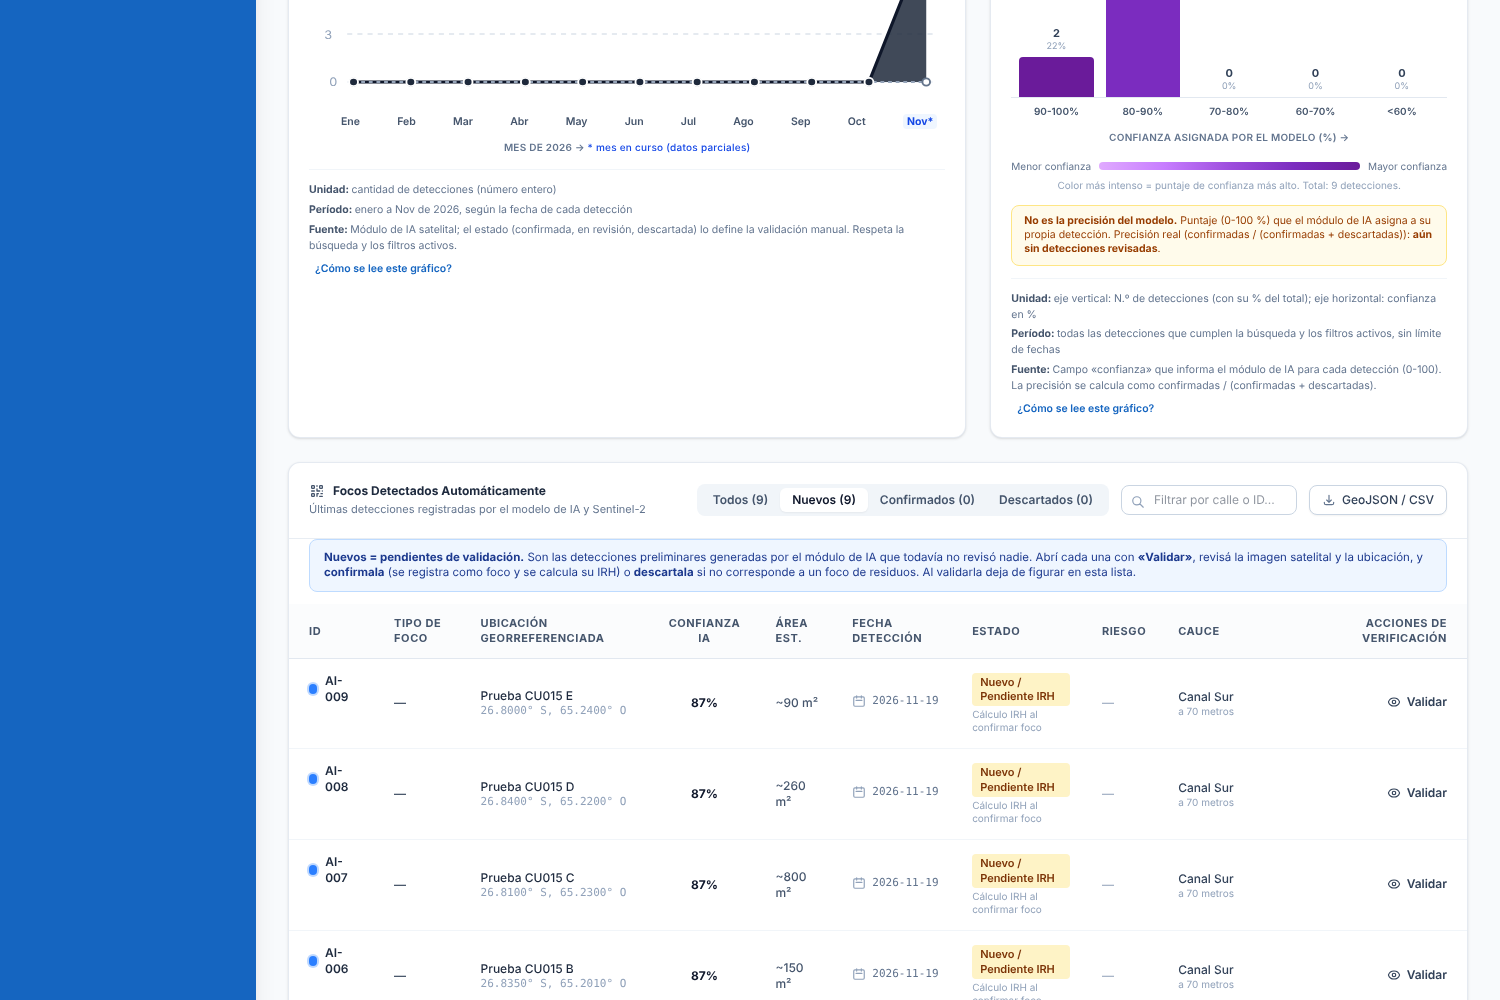 3
0
Ene Feb Mar Abr May Jun Jul Ago Sep Oct Nov*
MES DE 2026 → * mes en curso (datos parciales)
Unidad: cantidad de detecciones (número entero)
Período: enero a Nov de 2026, según la fecha de cada detección
Fuente: Módulo de IA satelital; el estado (confirmada, en revisión, descartada) lo define la validación manual. Respeta la
búsqueda y los filtros activos.
¿Cómo se lee este gráfico?
2
22%
0
0%
0
0%
0
0%
90-100% 80-90% 70-80% 60-70% <60%
CONFIANZA ASIGNADA POR EL MODELO (%) →
Menor confianza Mayor confianza
Color más intenso = puntaje de confianza más alto. Total: 9 detecciones.
No es la precisión del modelo. Puntaje (0-100 %) que el módulo de IA asigna a su
propia detección. Precisión real (confirmadas / (confirmadas + descartadas)): aún
sin detecciones revisadas.
Unidad: eje vertical: N.º de detecciones (con su % del total); eje horizontal: confianza
en %
Período: todas las detecciones que cumplen la búsqueda y los filtros activos, sin límite
de fechas
Fuente: Campo «confianza» que informa el módulo de IA para cada detección (0-100).
La precisión se calcula como confirmadas / (confirmadas + descartadas).
¿Cómo se lee este gráfico?
Focos Detectados Automáticamente
Últimas detecciones registradas por el modelo de IA y Sentinel-2
Todos (9) Nuevos (9) Confirmados (0) Descartados (0)
Filtrar por calle o ID...
GeoJSON / CSV
Nuevos = pendientes de validación. Son las detecciones preliminares generadas por el módulo de IA que todavía no revisó nadie. Abrí cada una con «Validar», revisá la imagen satelital y la ubicación, y
confirmala (se registra como foco y se calcula su IRH) o descartala si no corresponde a un foco de residuos. Al validarla deja de figurar en esta lista.
ID
TIPO DE
FOCO
UBICACIÓN
GEORREFERENCIADA
CONFIANZA
IA
ÁREA
EST.
FECHA
DETECCIÓN
ESTADO
RIESGO
CAUCE
ACCIONES DE
VERIFICACIÓN
AI-
009
—
Prueba CU015 E
26.8000° S, 65.2400° O
87%
~90 m²
2026-11-19
Nuevo /
Pendiente IRH
Cálculo IRH al
confirmar foco
—
Canal Sur
a 70 metros
Validar
AI-
008
—
Prueba CU015 D
26.8400° S, 65.2200° O
87%
~260
m²
2026-11-19
Nuevo /
Pendiente IRH
Cálculo IRH al
confirmar foco
—
Canal Sur
a 70 metros
Validar
AI-
007
—
Prueba CU015 C
26.8100° S, 65.2300° O
87%
~800
m²
2026-11-19
Nuevo /
Pendiente IRH
Cálculo IRH al
confirmar foco
—
Canal Sur
a 70 metros
Validar
AI-
006
—
Prueba CU015 B
26.8350° S, 65.2010° O
87%
~150
m²
2026-11-19
Nuevo /
Pendiente IRH
Cálculo IRH al
confirmar foco
—
Canal Sur
a 70 metros
Validar